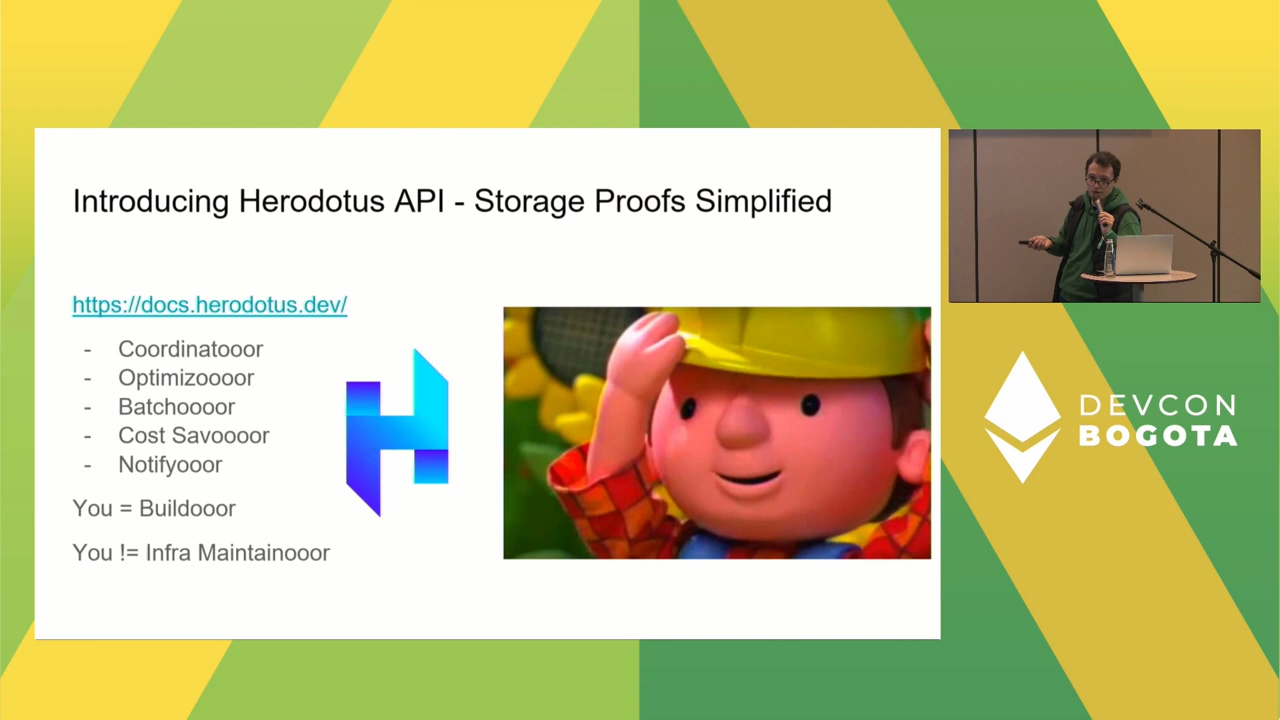 Introducing Herodotus API - Storage Proofs Simplified
https://docs.herodotus.dev/
- Coordinatooor
- Optimizoooor
- Batchoooor
- Cost Savoooor
- Notifyooor
You = Buildooor
You != Infra Maintainooor
DEVCON
BOGOTA